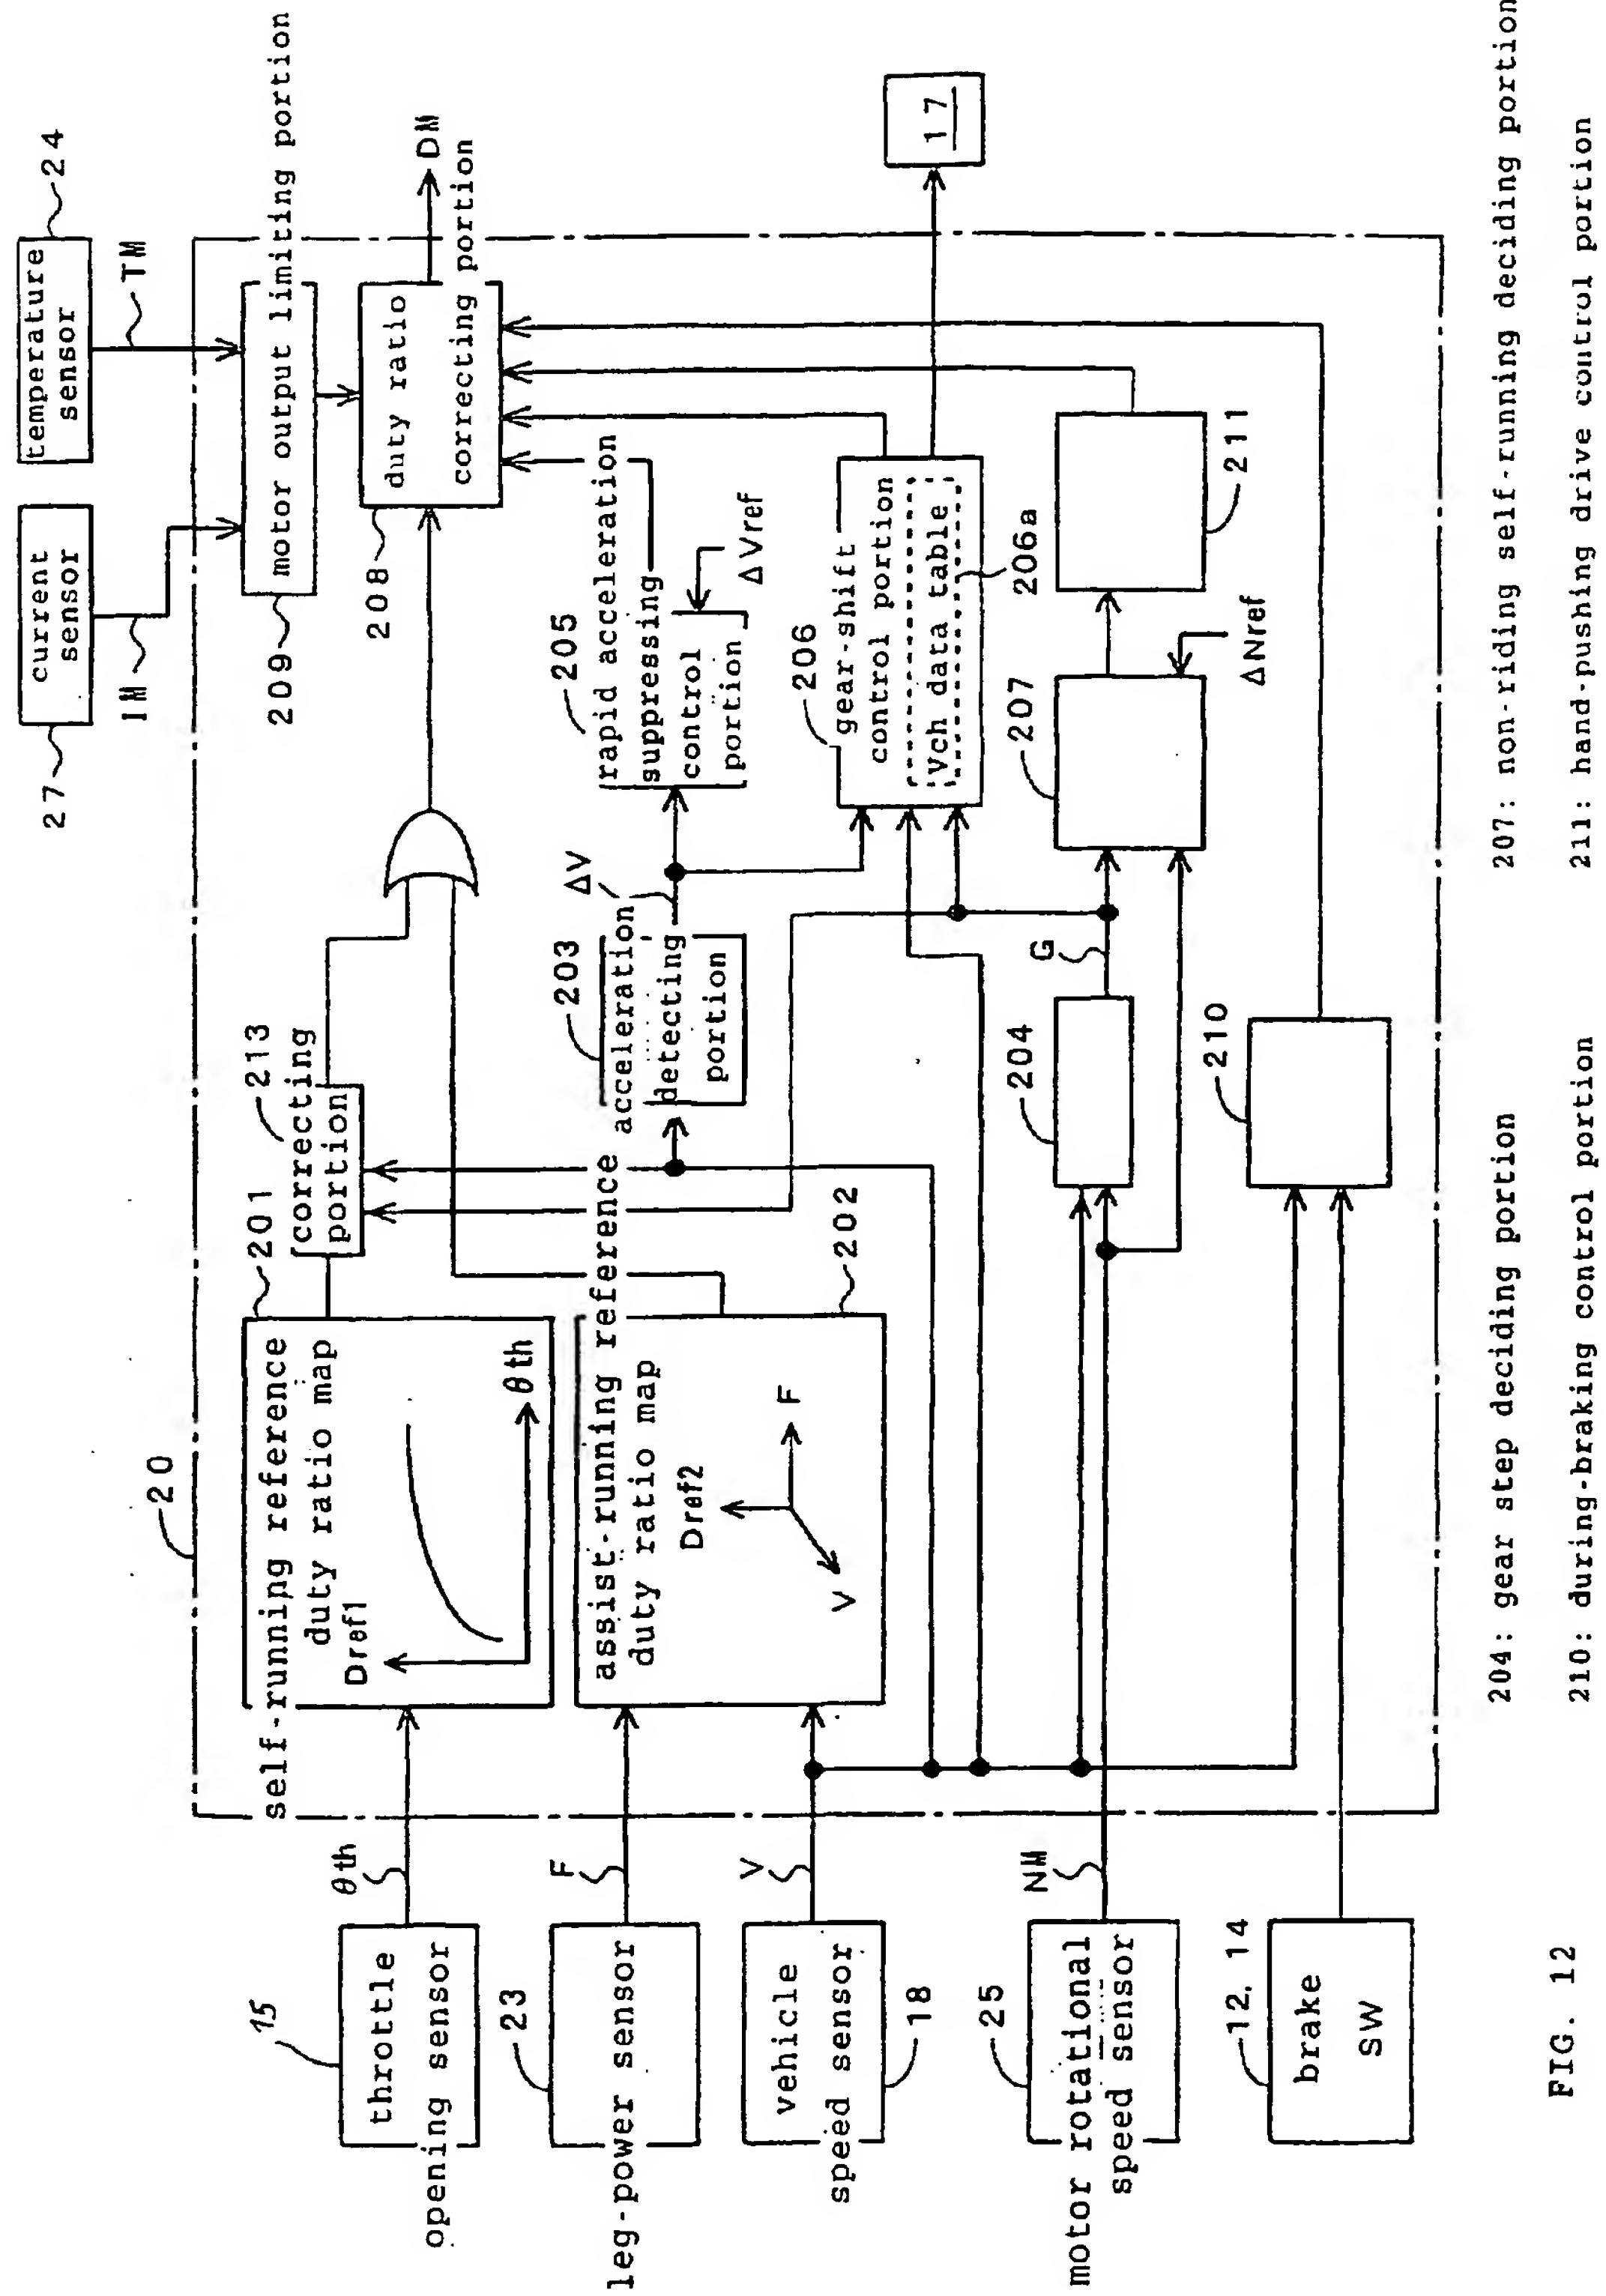 27
current
sensor
IM
temperature
sensor
24
TM
20
209
motor output limiting portion
208
duty ratio
correcting portion
DM
15
throttle
opening sensor
θth
201
self-running reference
duty ratio map
Dref1
θth
213
correcting
portion
23
leg-power sensor
F
assist-running reference
duty ratio map
202
Dref2
F
V
203
acceleration
detecting
portion
ΔV
205
rapid acceleration
suppressing
control
portion
ΔVref
vehicle
speed sensor
18
V
206
gear-shift
control portion
Vch data table
206a
17
25
motor rotational
speed sensor
NM
204
G
207
ΔNref
211
12, 14
brake
SW
210
204: gear step deciding portion
207: non-riding self-running deciding portion
210: during-braking control portion
211: hand-pushing drive control portion
FIG. 12